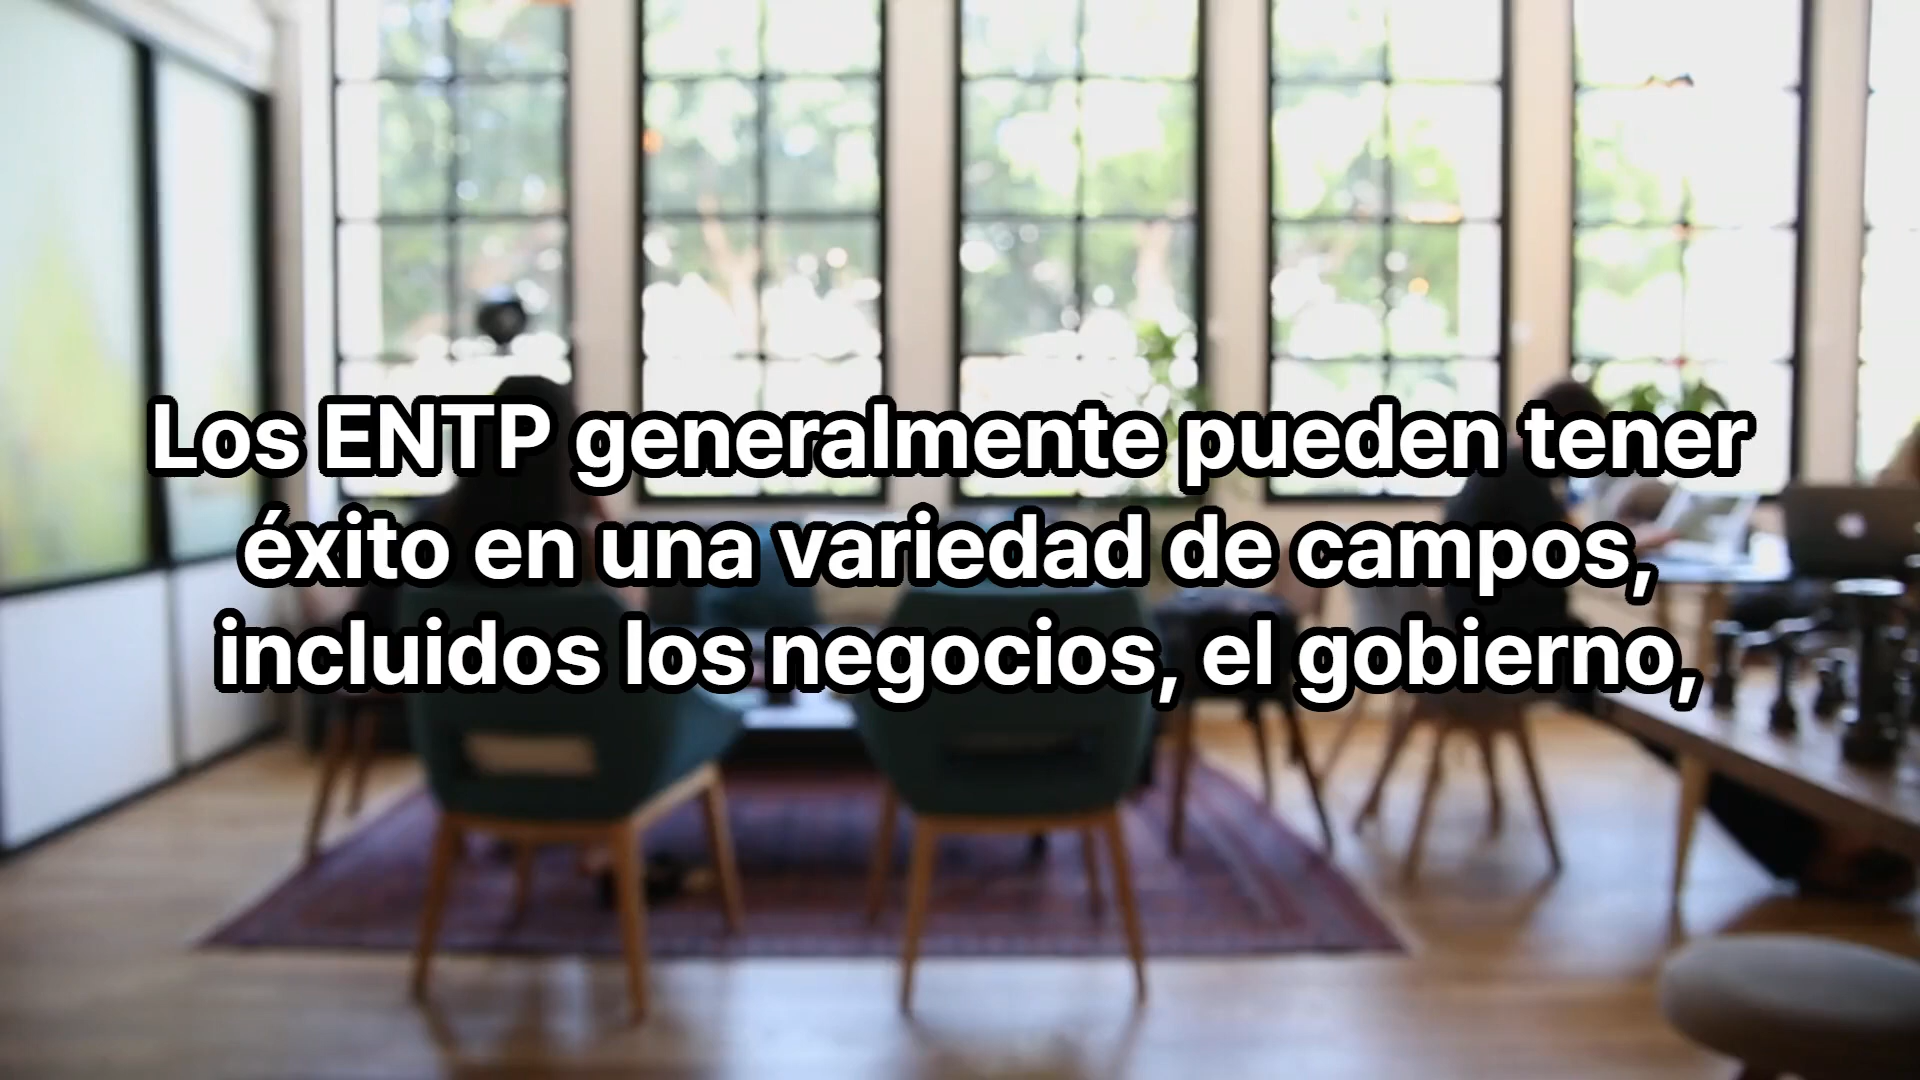 Los ENTP generalmente pueden tener
éxito en una variedad de campos,
incluidos los negocios, el gobierno,